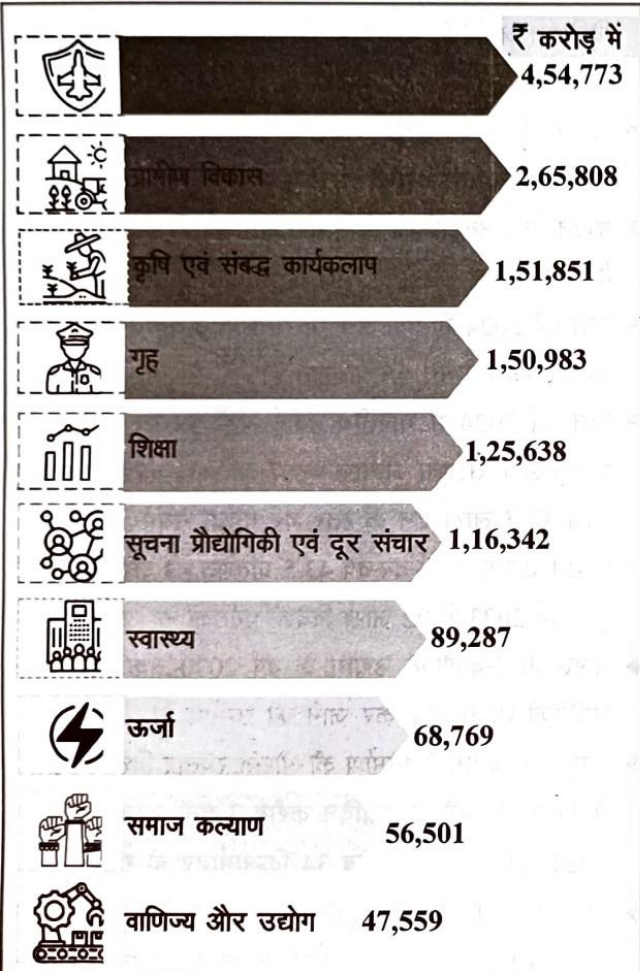 ₹ करोड़ में
4,54,773
ग्रामीण विकास 2,65,808
कृषि एवं संबद्ध कार्यकलाप 1,51,851
गृह 1,50,983
शिक्षा 1,25,638
सूचना प्रौद्योगिकी एवं दूर संचार 1,16,342
स्वास्थ्य 89,287
ऊर्जा 68,769
समाज कल्याण 56,501
वाणिज्य और उद्योग 47,559